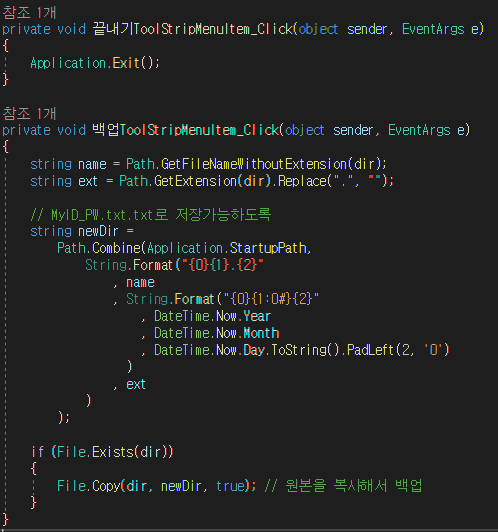 참조 1개
private void 끝내기ToolStripMenuItem_Click(object sender, EventArgs e)
{
Application.Exit();
}
참조 1개
private void 백업ToolStripMenuItem_Click(object sender, EventArgs e)
{
string name = Path.GetFileNameWithoutExtension(dir);
string ext = Path.GetExtension(dir).Replace(".", "");
// MyID_PW.txt.txt로 저장가능하도록
string newDir =
Path.Combine(Application.StartupPath,
String.Format("{0}{1}.{2}"
, name
, String.Format("{0}{1:0#}{2}"
, DateTime.Now.Year
, DateTime.Now.Month
, DateTime.Now.Day.ToString().PadLeft(2, '0')
)
, ext
)
);
if (File.Exists(dir))
{
File.Copy(dir, newDir, true); // 원본을 복사해서 백업
}
}